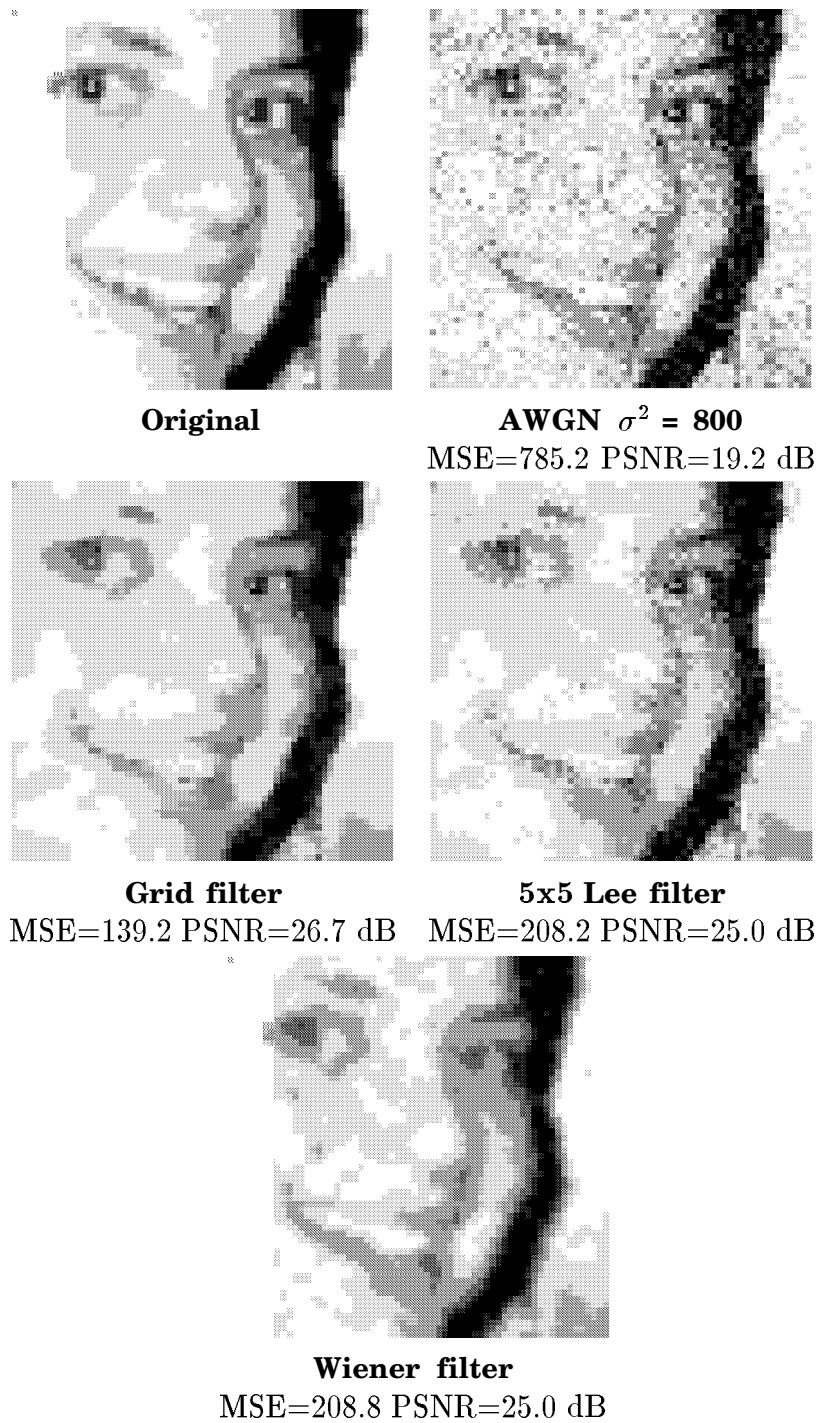 Original
AWGN σ² = 800
MSE=785.2 PSNR=19.2 dB
Grid filter
MSE=139.2 PSNR=26.7 dB
5x5 Lee filter
MSE=208.2 PSNR=25.0 dB
Wiener filter
MSE=208.8 PSNR=25.0 dB